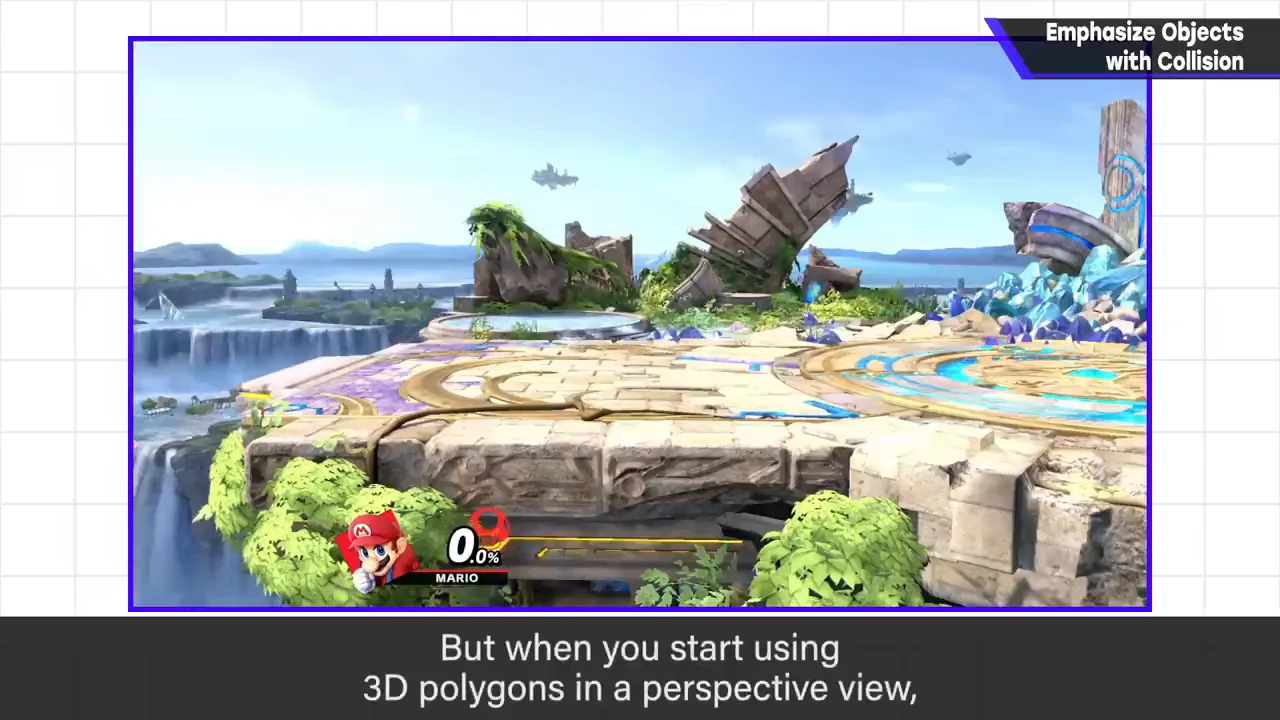 Emphasize Objects
with Collision
0.0%
MARIO
But when you start using
3D polygons in a perspective view,